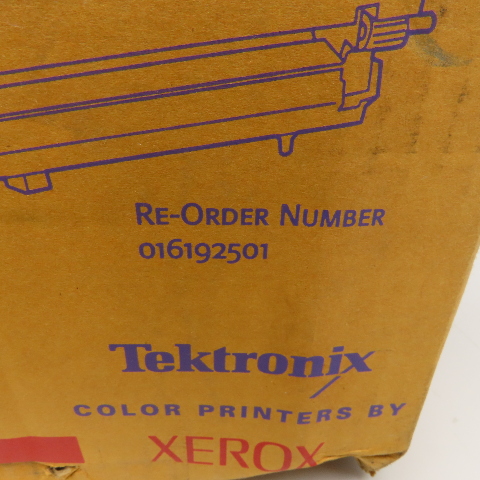 Re-Order Number
016192501
Tektronix
COLOR PRINTERS BY
XEROX